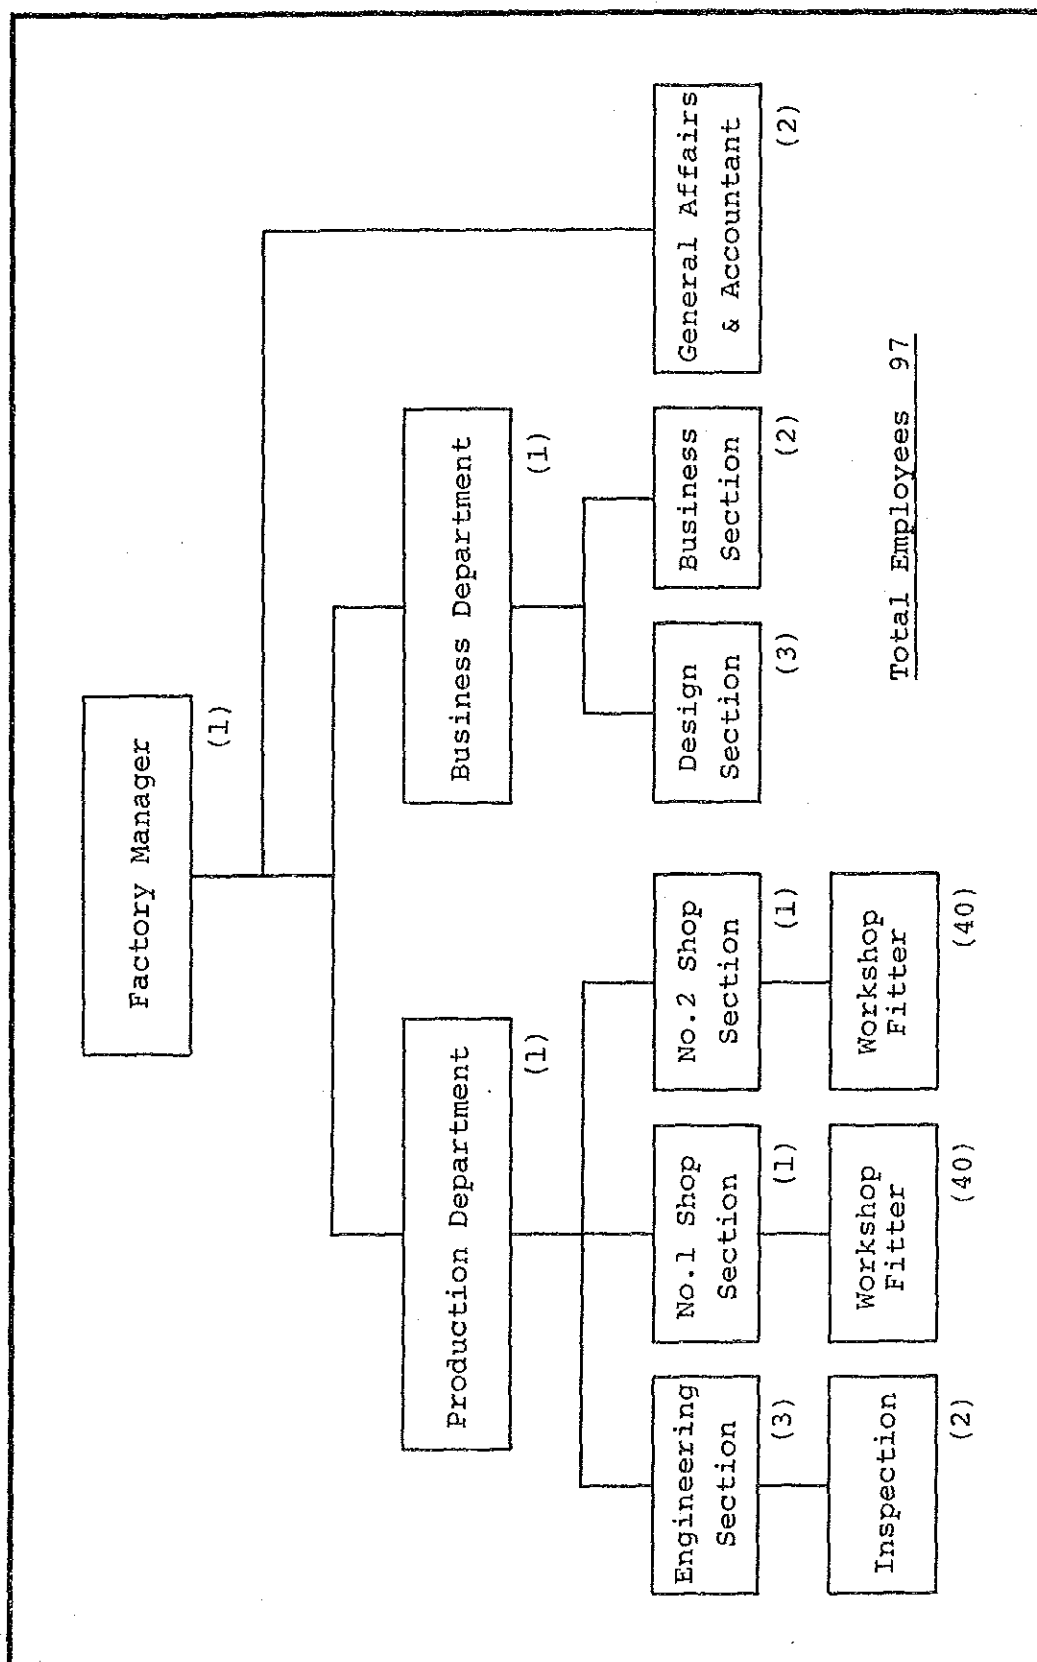 Factory Manager
(1)
Production Department
(1)
Business Department
(1)
Engineering
Section
(3)
No.1 Shop
Section
(1)
No.2 Shop
Section
(1)
Design
Section
(3)
Business
Section
(2)
General Affairs
& Accountant
(2)
Inspection
(2)
Workshop
Fitter
(40)
Workshop
Fitter
(40)
Total Employees 97